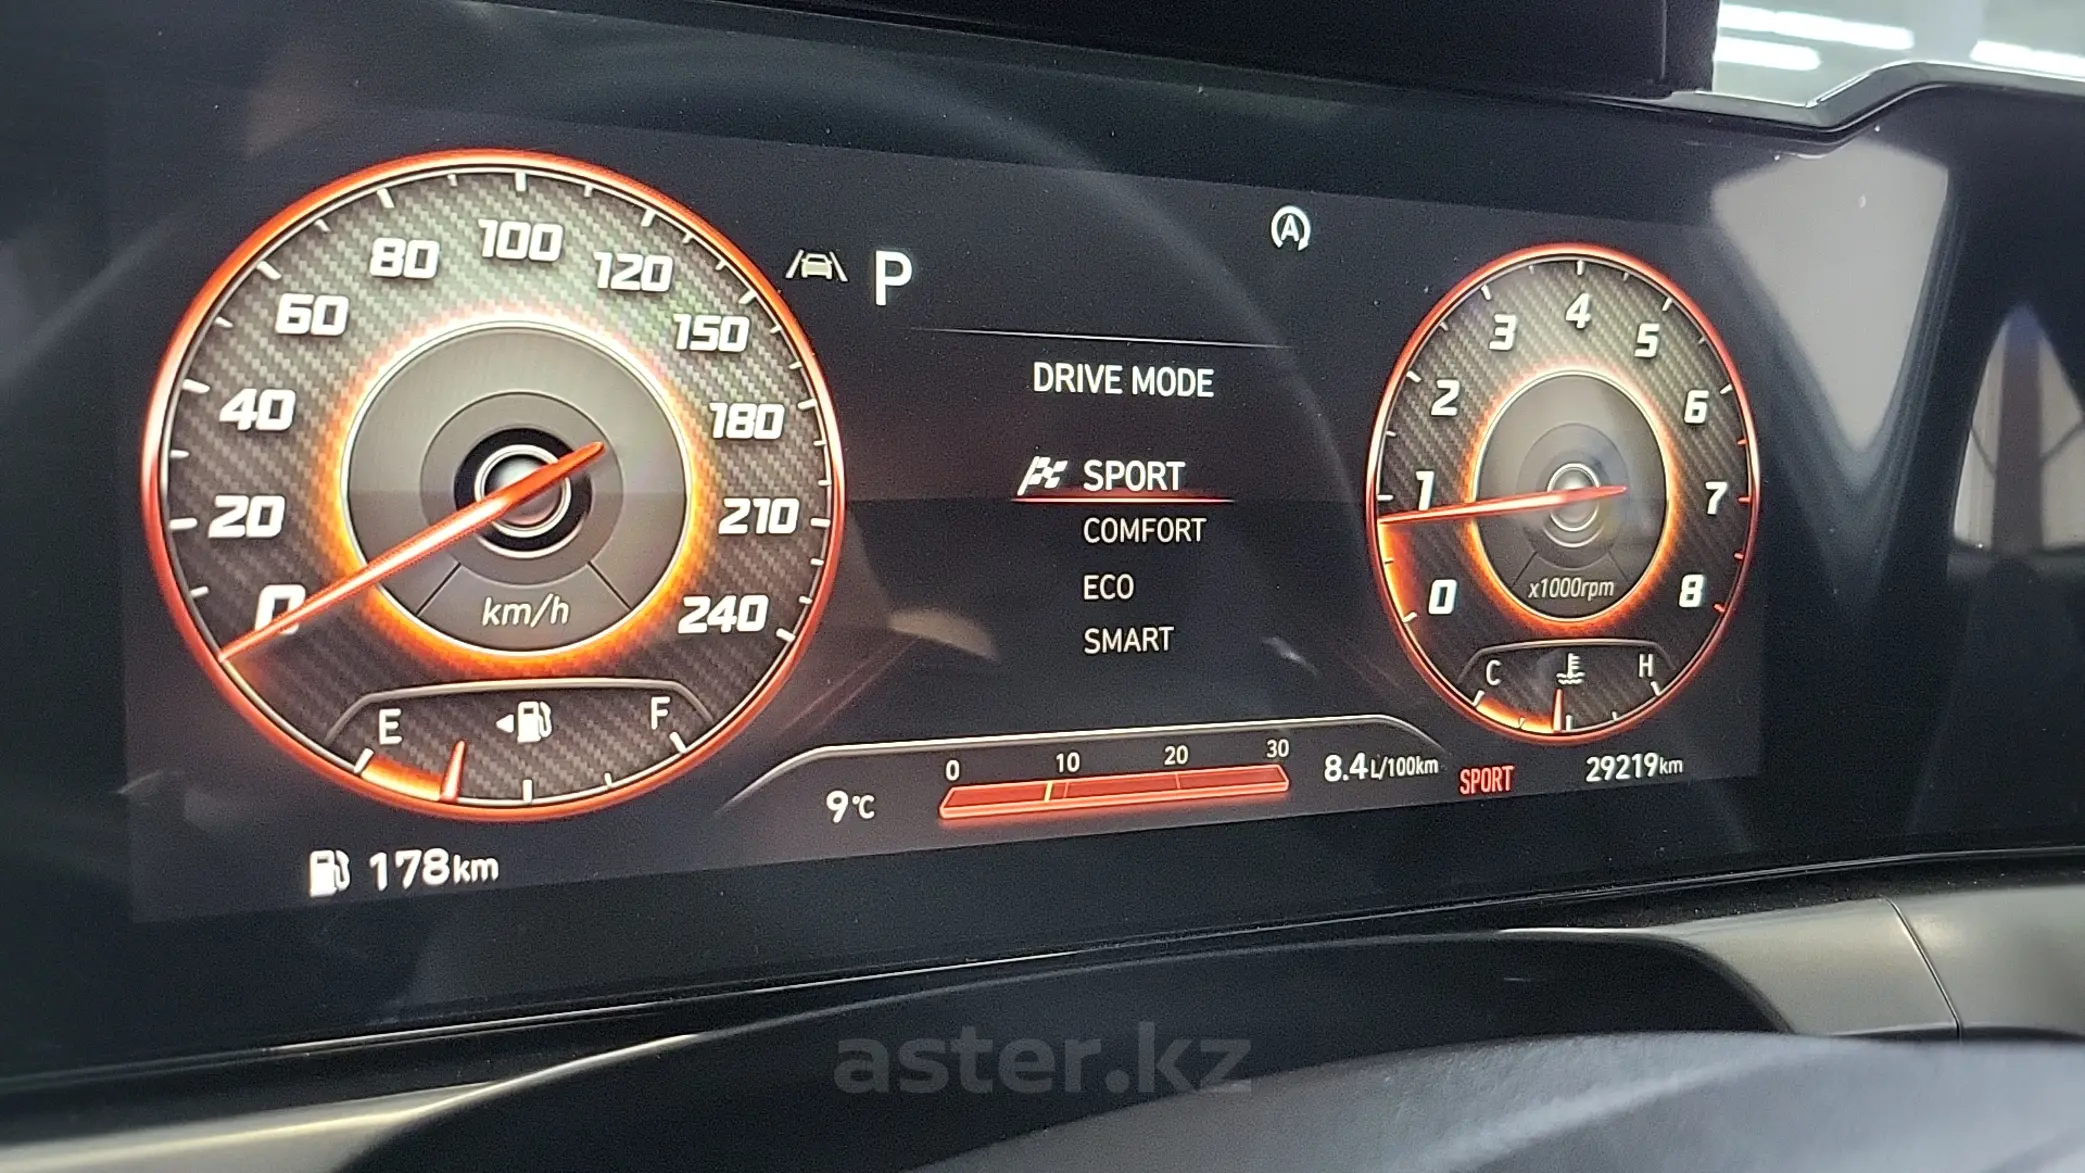 0
20
40
60
80
100
120
150
180
210
240
km/h
E
F
178km
P
A
DRIVE MODE
SPORT
COMFORT
ECO
SMART
0 10 20 30
9°C
8.4L/100km
SPORT
29219km
0
1
2
3
4
5
6
7
8
x1000rpm
C
H
aster.kz